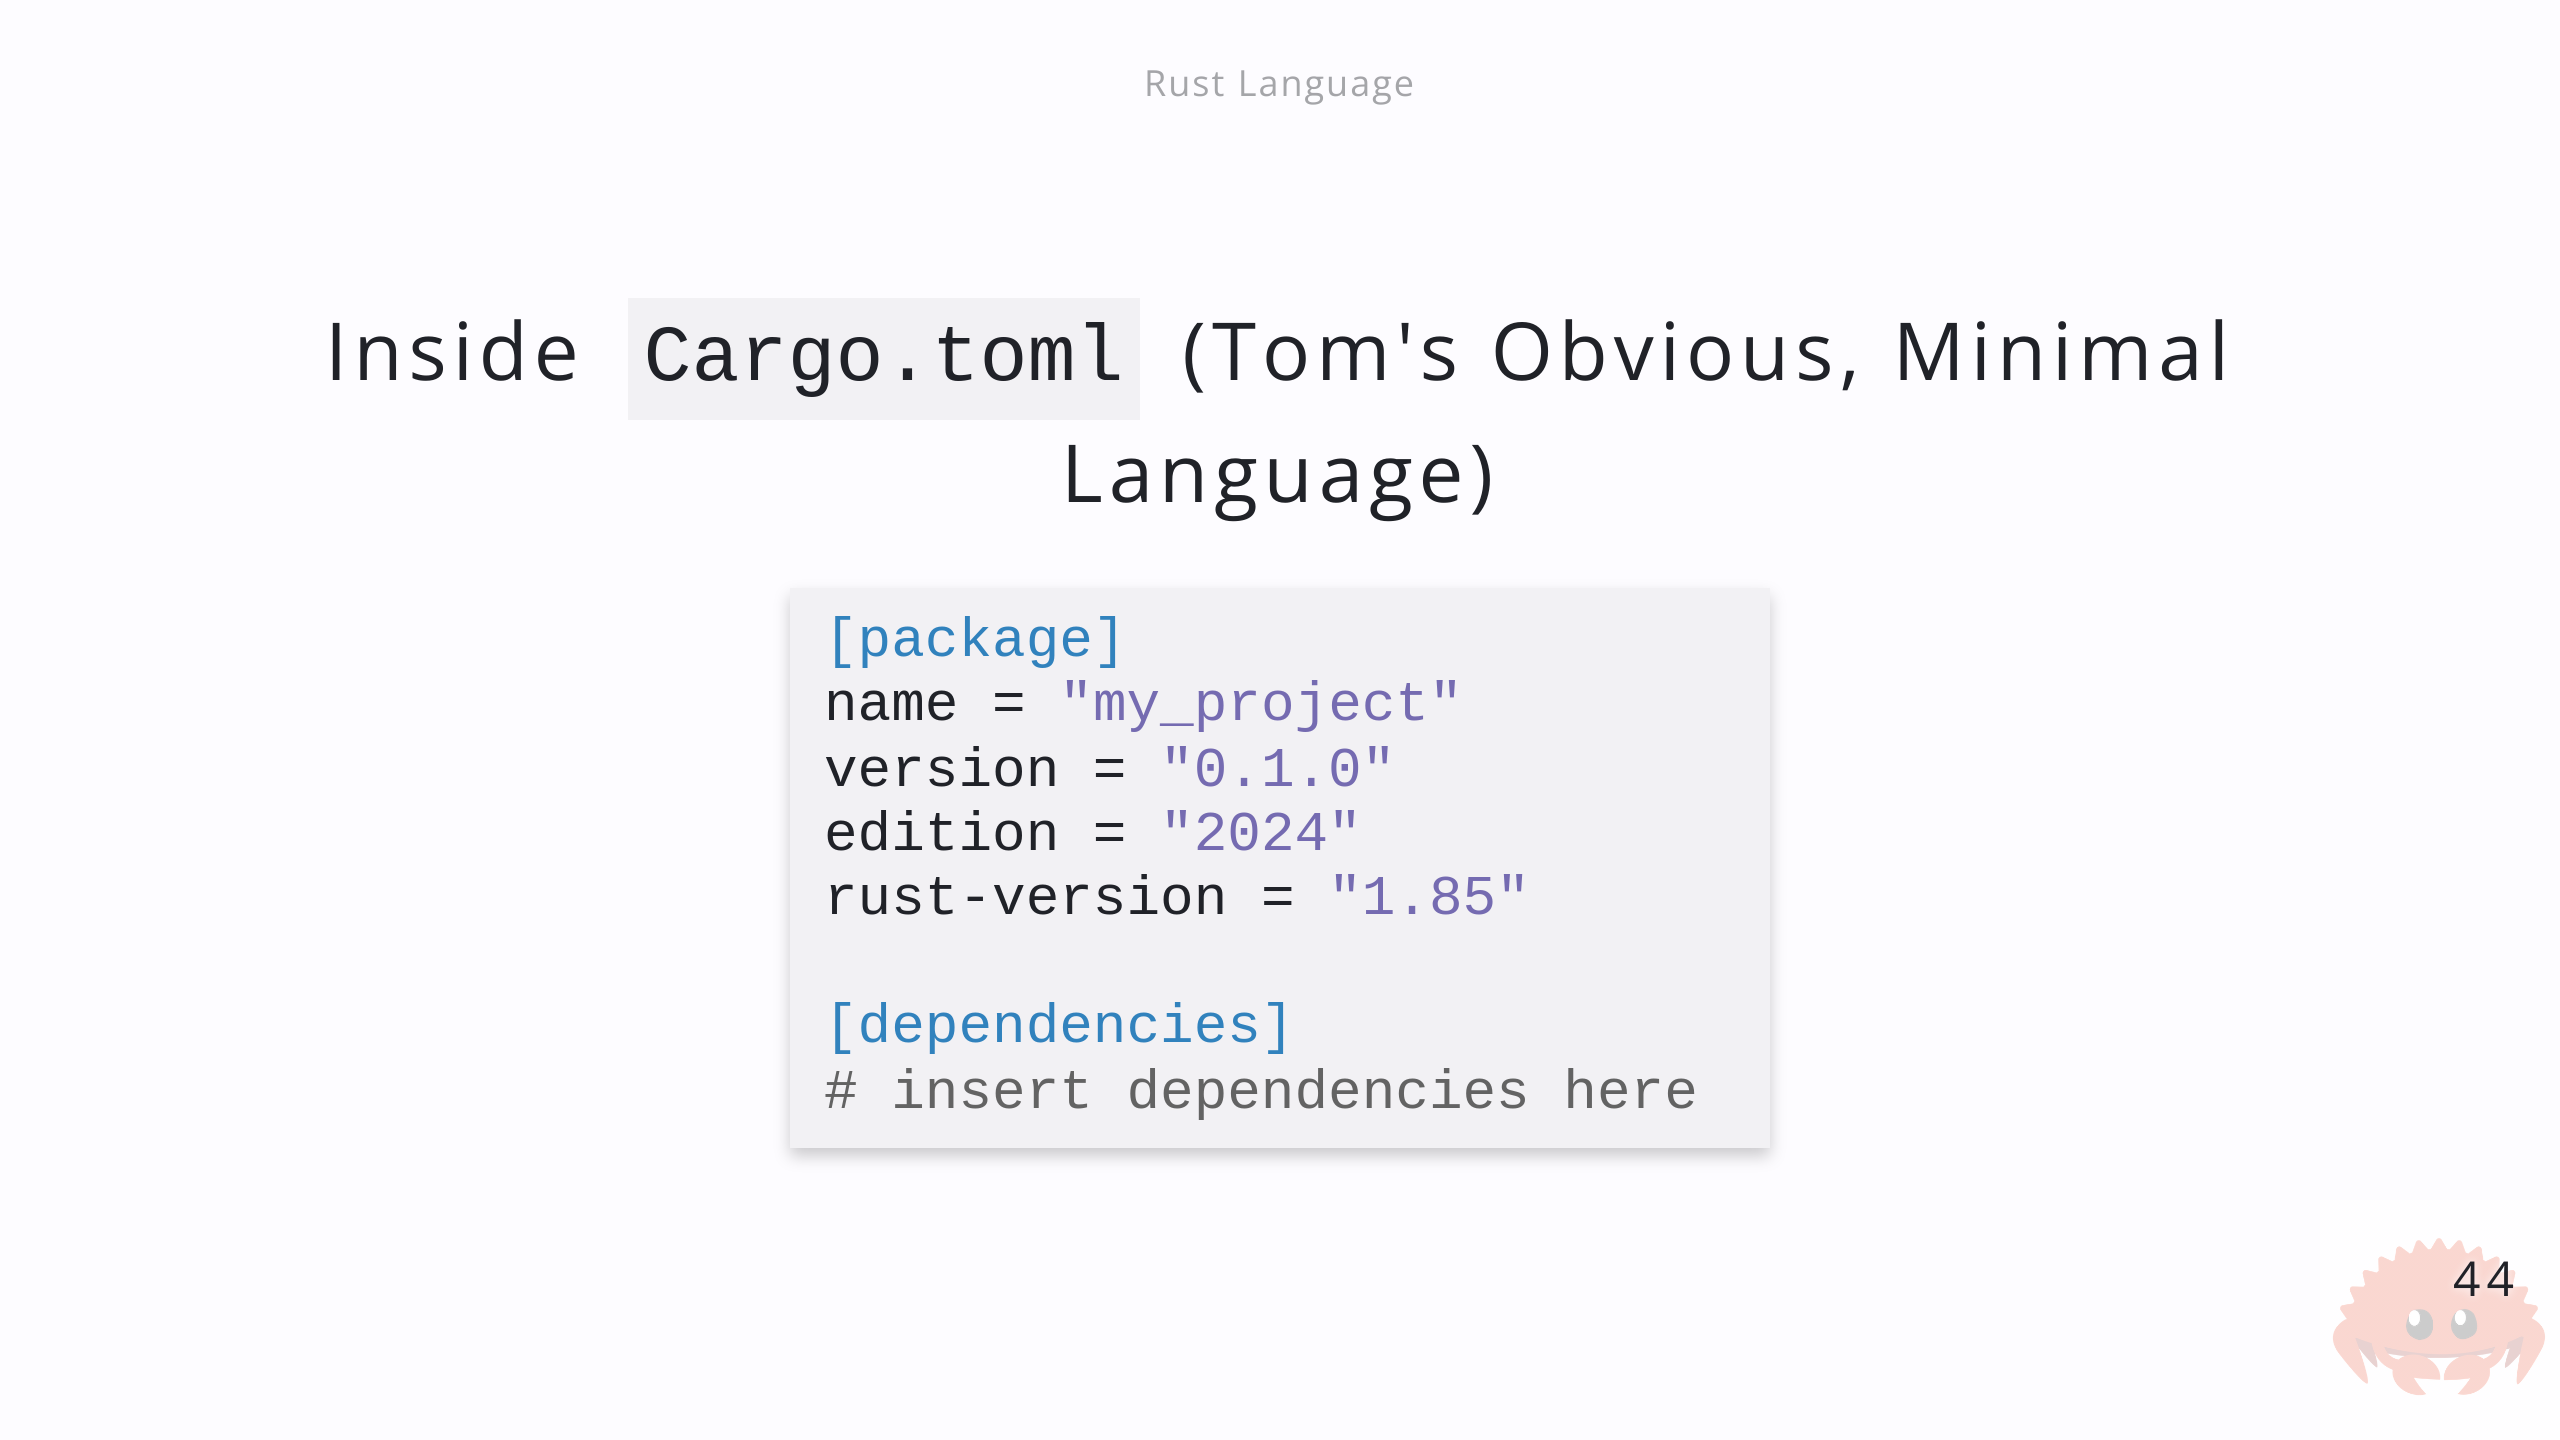 Rust Language
Inside Cargo.toml (Tom's Obvious, Minimal
Language)
[package]
name = "my_project"
version = "0.1.0"
edition = "2024"
rust-version = "1.85"

[dependencies]
# insert dependencies here
44